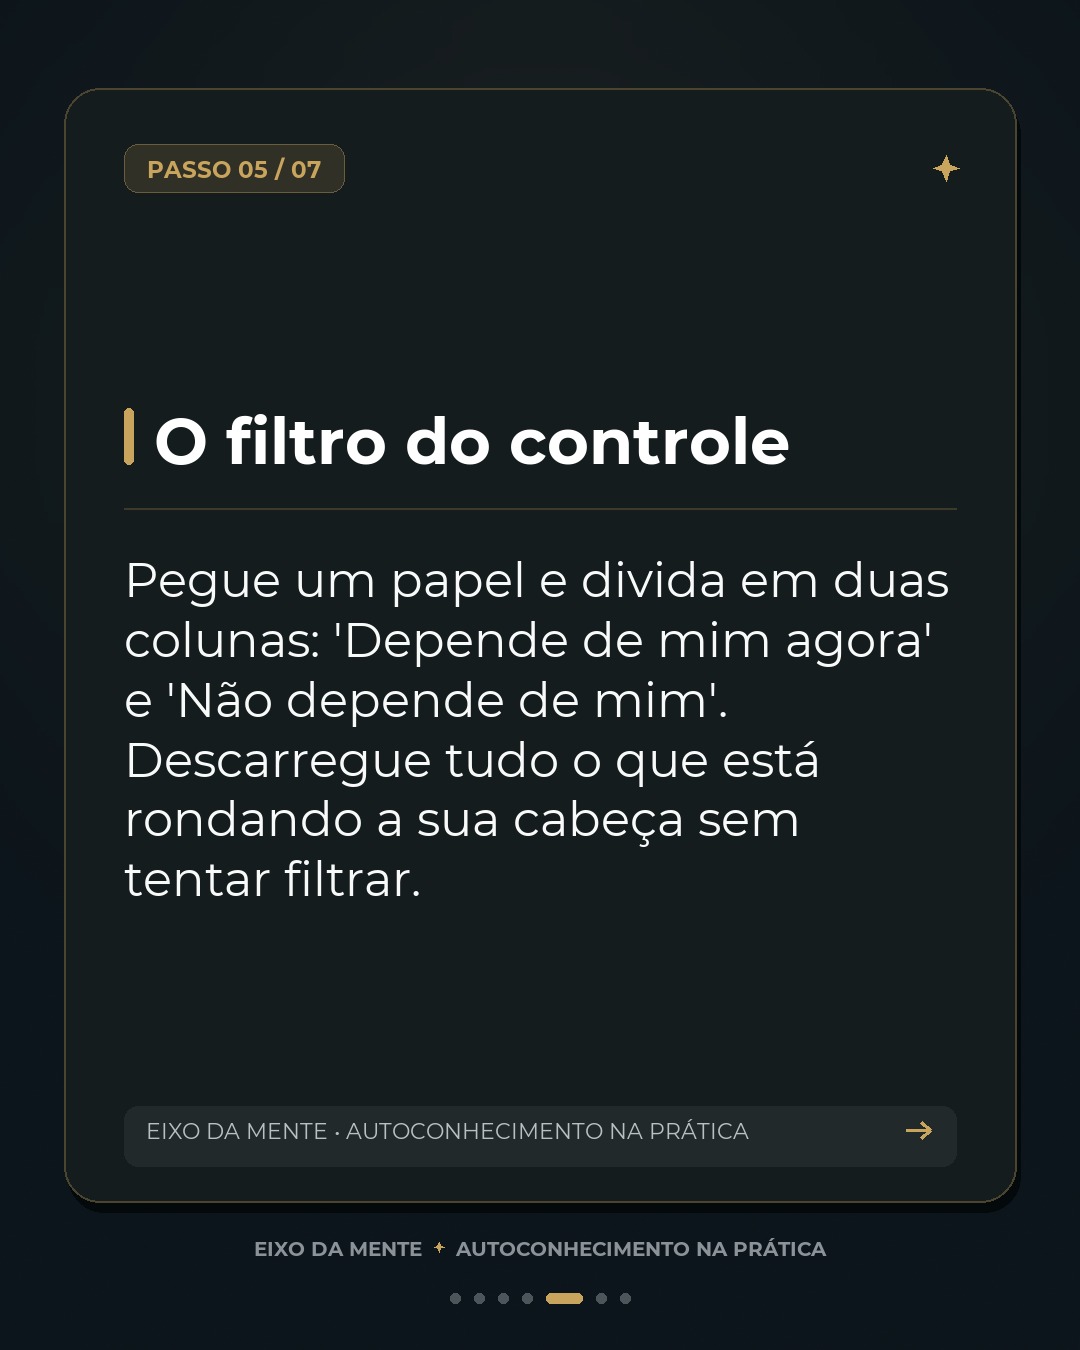 PASSO 05 / 07
O filtro do controle
Pegue um papel e divida em duas
colunas: 'Depende de mim agora'
e 'Não depende de mim'.
Descarregue tudo o que está
rondando a sua cabeça sem
tentar filtrar.
EIXO DA MENTE • AUTOCONHECIMENTO NA PRÁTICA
EIXO DA MENTE ✦ AUTOCONHECIMENTO NA PRÁTICA